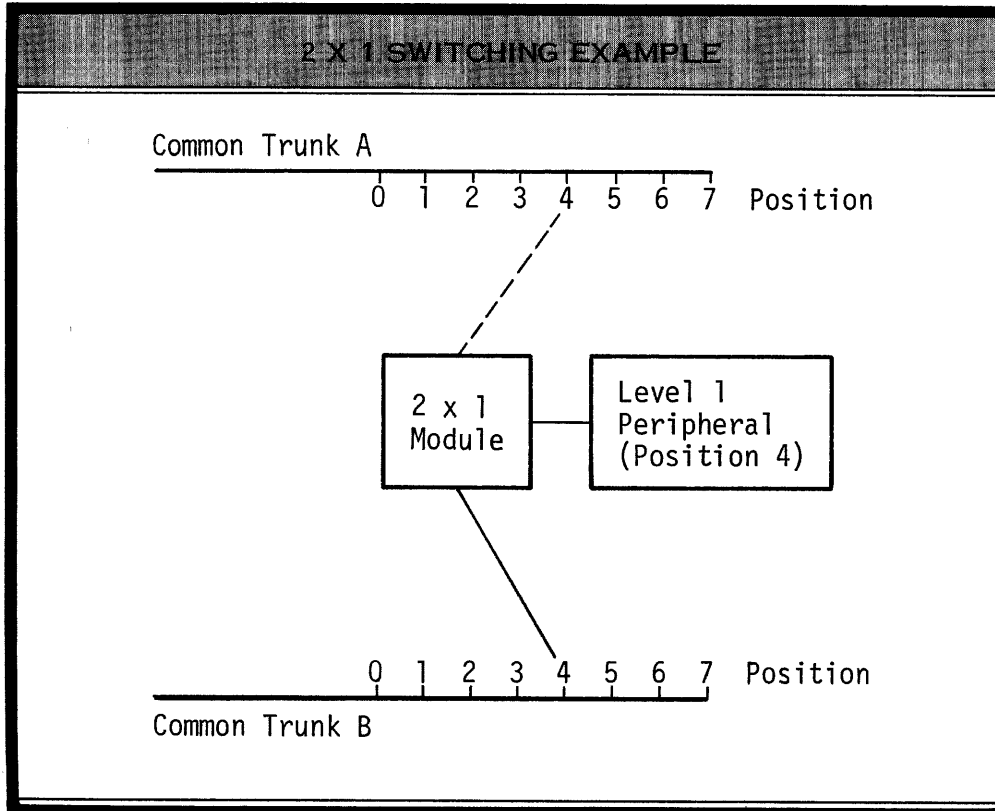 2 X 1 SWITCHING EXAMPLE
Common Trunk A
0 1 2 3 4 5 6 7 Position
2 x 1
Module
Level 1
Peripheral
(Position 4)
0 1 2 3 4 5 6 7 Position
Common Trunk B